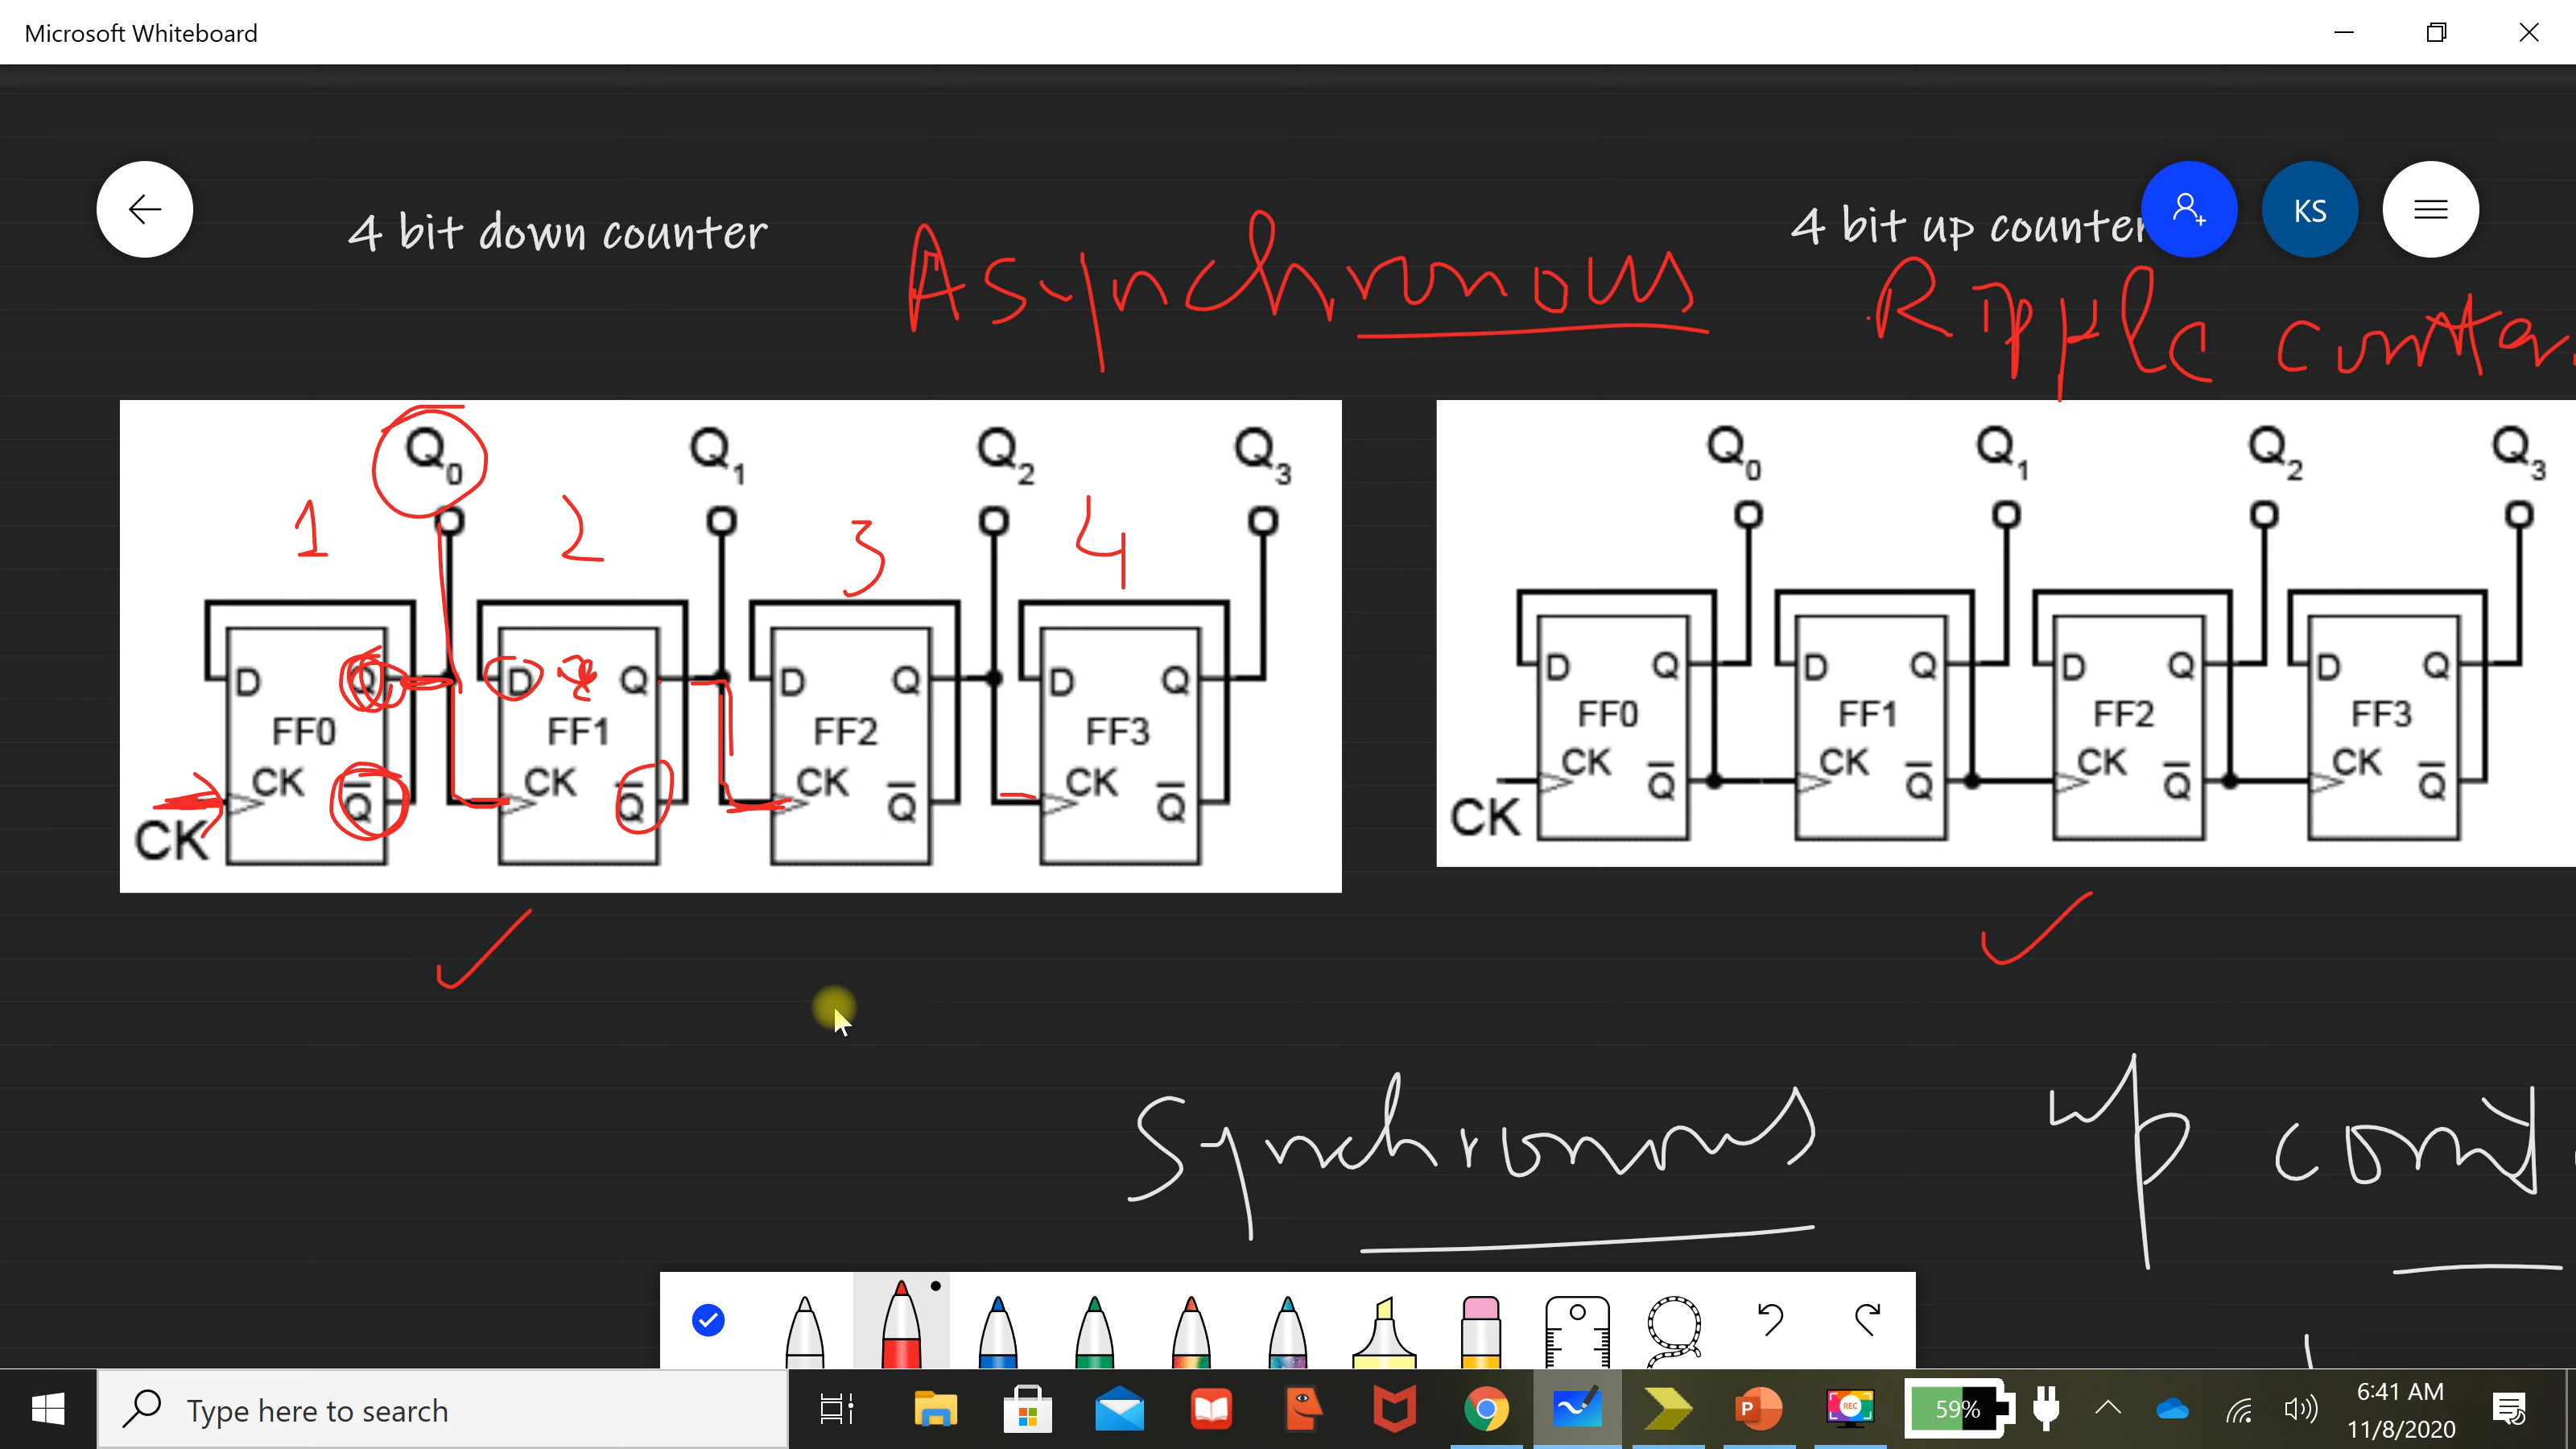 Microsoft Whiteboard
4 bit down counter
4 bit up counter
KS
Asynchronous
Ripple counter
Q0 Q1 Q2 Q3
1 2 3 4
D Q D Q D Q D Q
FF0 FF1 FF2 FF3
CK Q̅ CK Q̅ CK Q̅ CK Q̅
CK
Q0 Q1 Q2 Q3
D Q D Q D Q D Q
FF0 FF1 FF2 FF3
CK Q̅ CK Q̅ CK Q̅ CK Q̅
CK
Synchronous up count
Type here to search
P
REC
59%
6:41 AM
11/8/2020